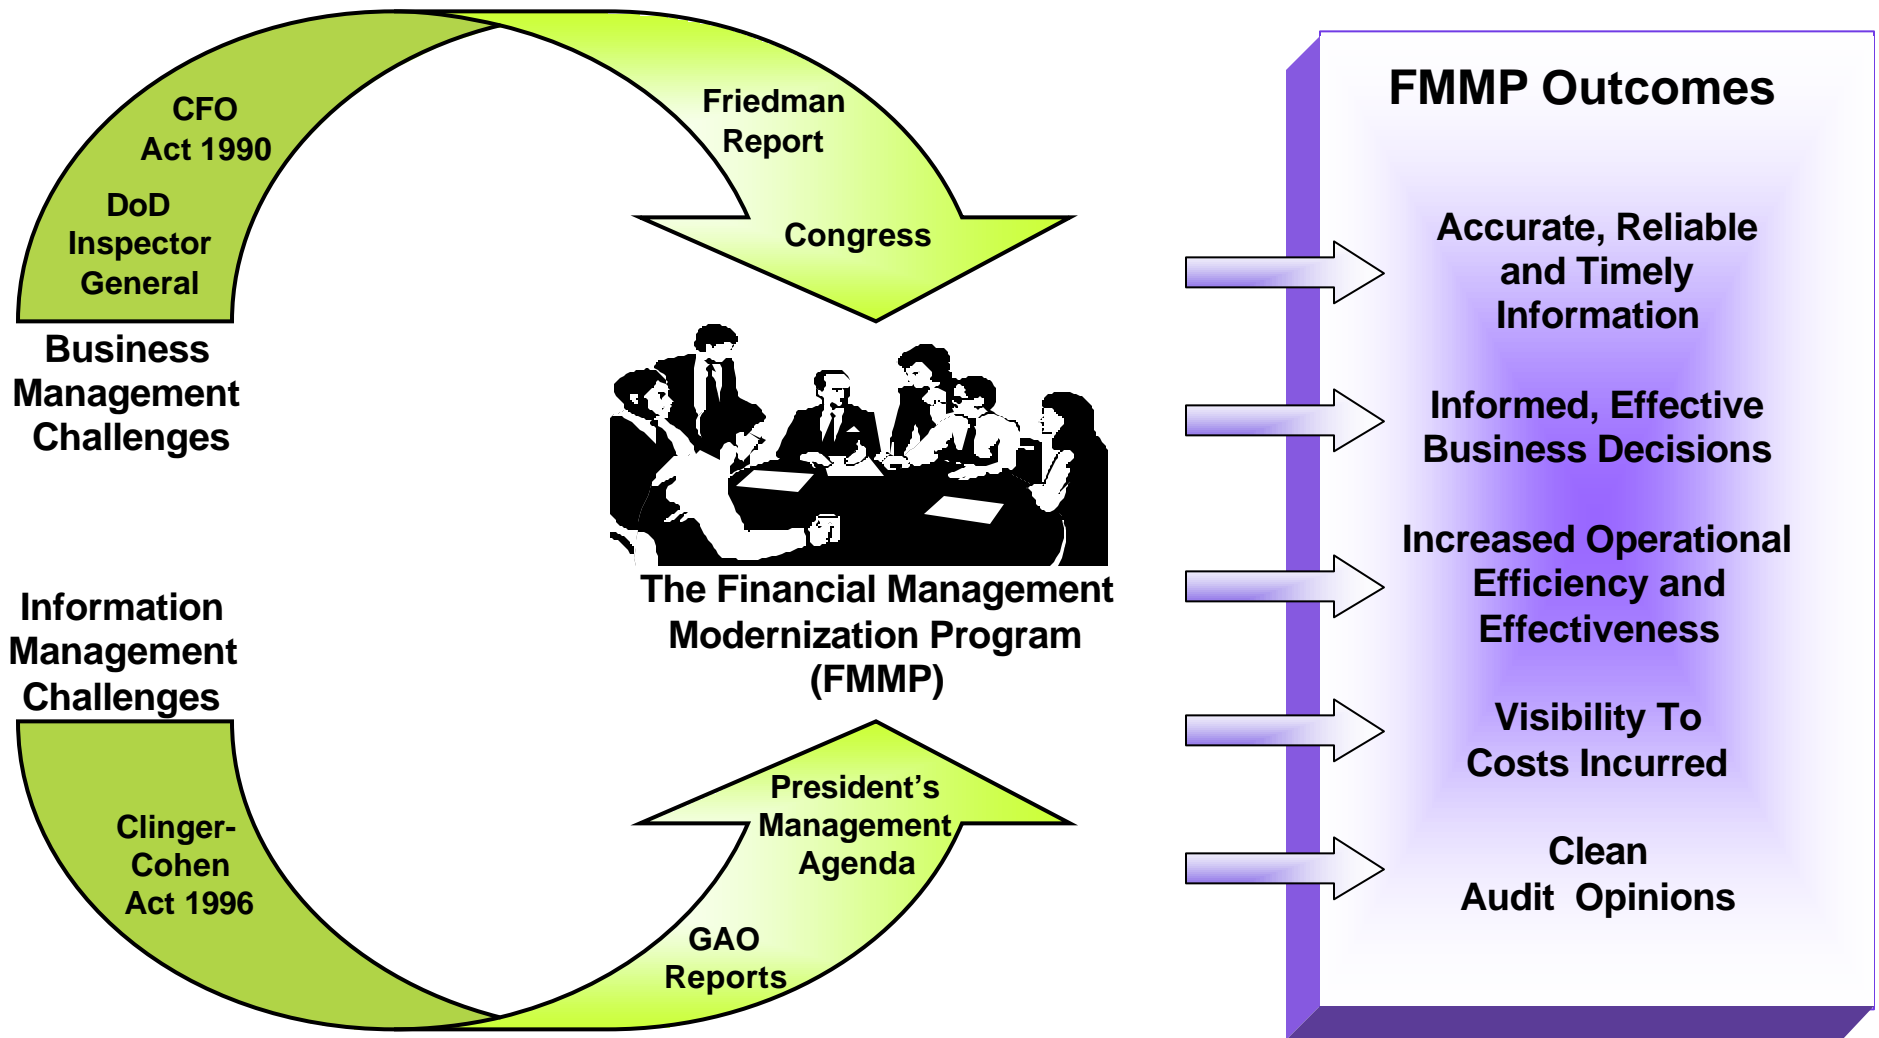 CFO
Act 1990
DoD
Inspector
General
Business
Management
Challenges
Friedman
Report
Congress
The Financial Management
Modernization Program
(FMMP)
Information
Management
Challenges
Clinger-
Cohen
Act 1996
GAO
Reports
President’s
Management
Agenda
FMMP Outcomes
Accurate, Reliable
and Timely
Information
Informed, Effective
Business Decisions
Increased Operational
Efficiency and
Effectiveness
Visibility To
Costs Incurred
Clean
Audit  Opinions